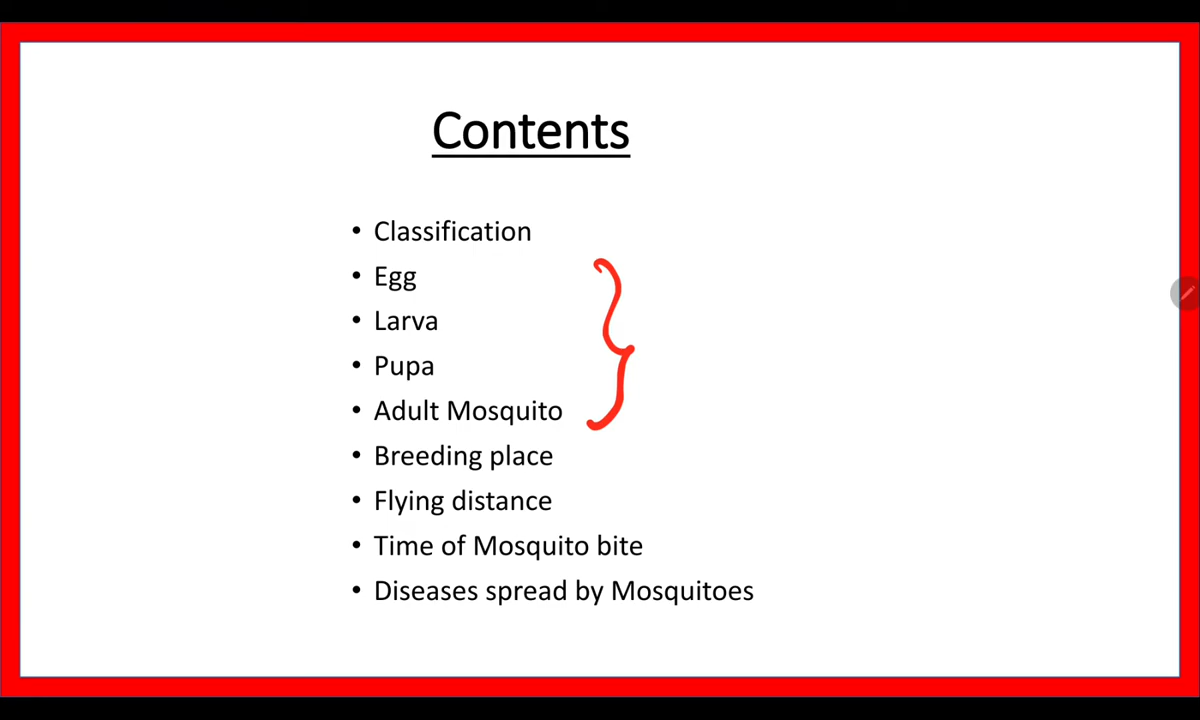 Contents
• Classification
• Egg
• Larva
• Pupa
• Adult Mosquito
• Breeding place
• Flying distance
• Time of Mosquito bite
• Diseases spread by Mosquitoes